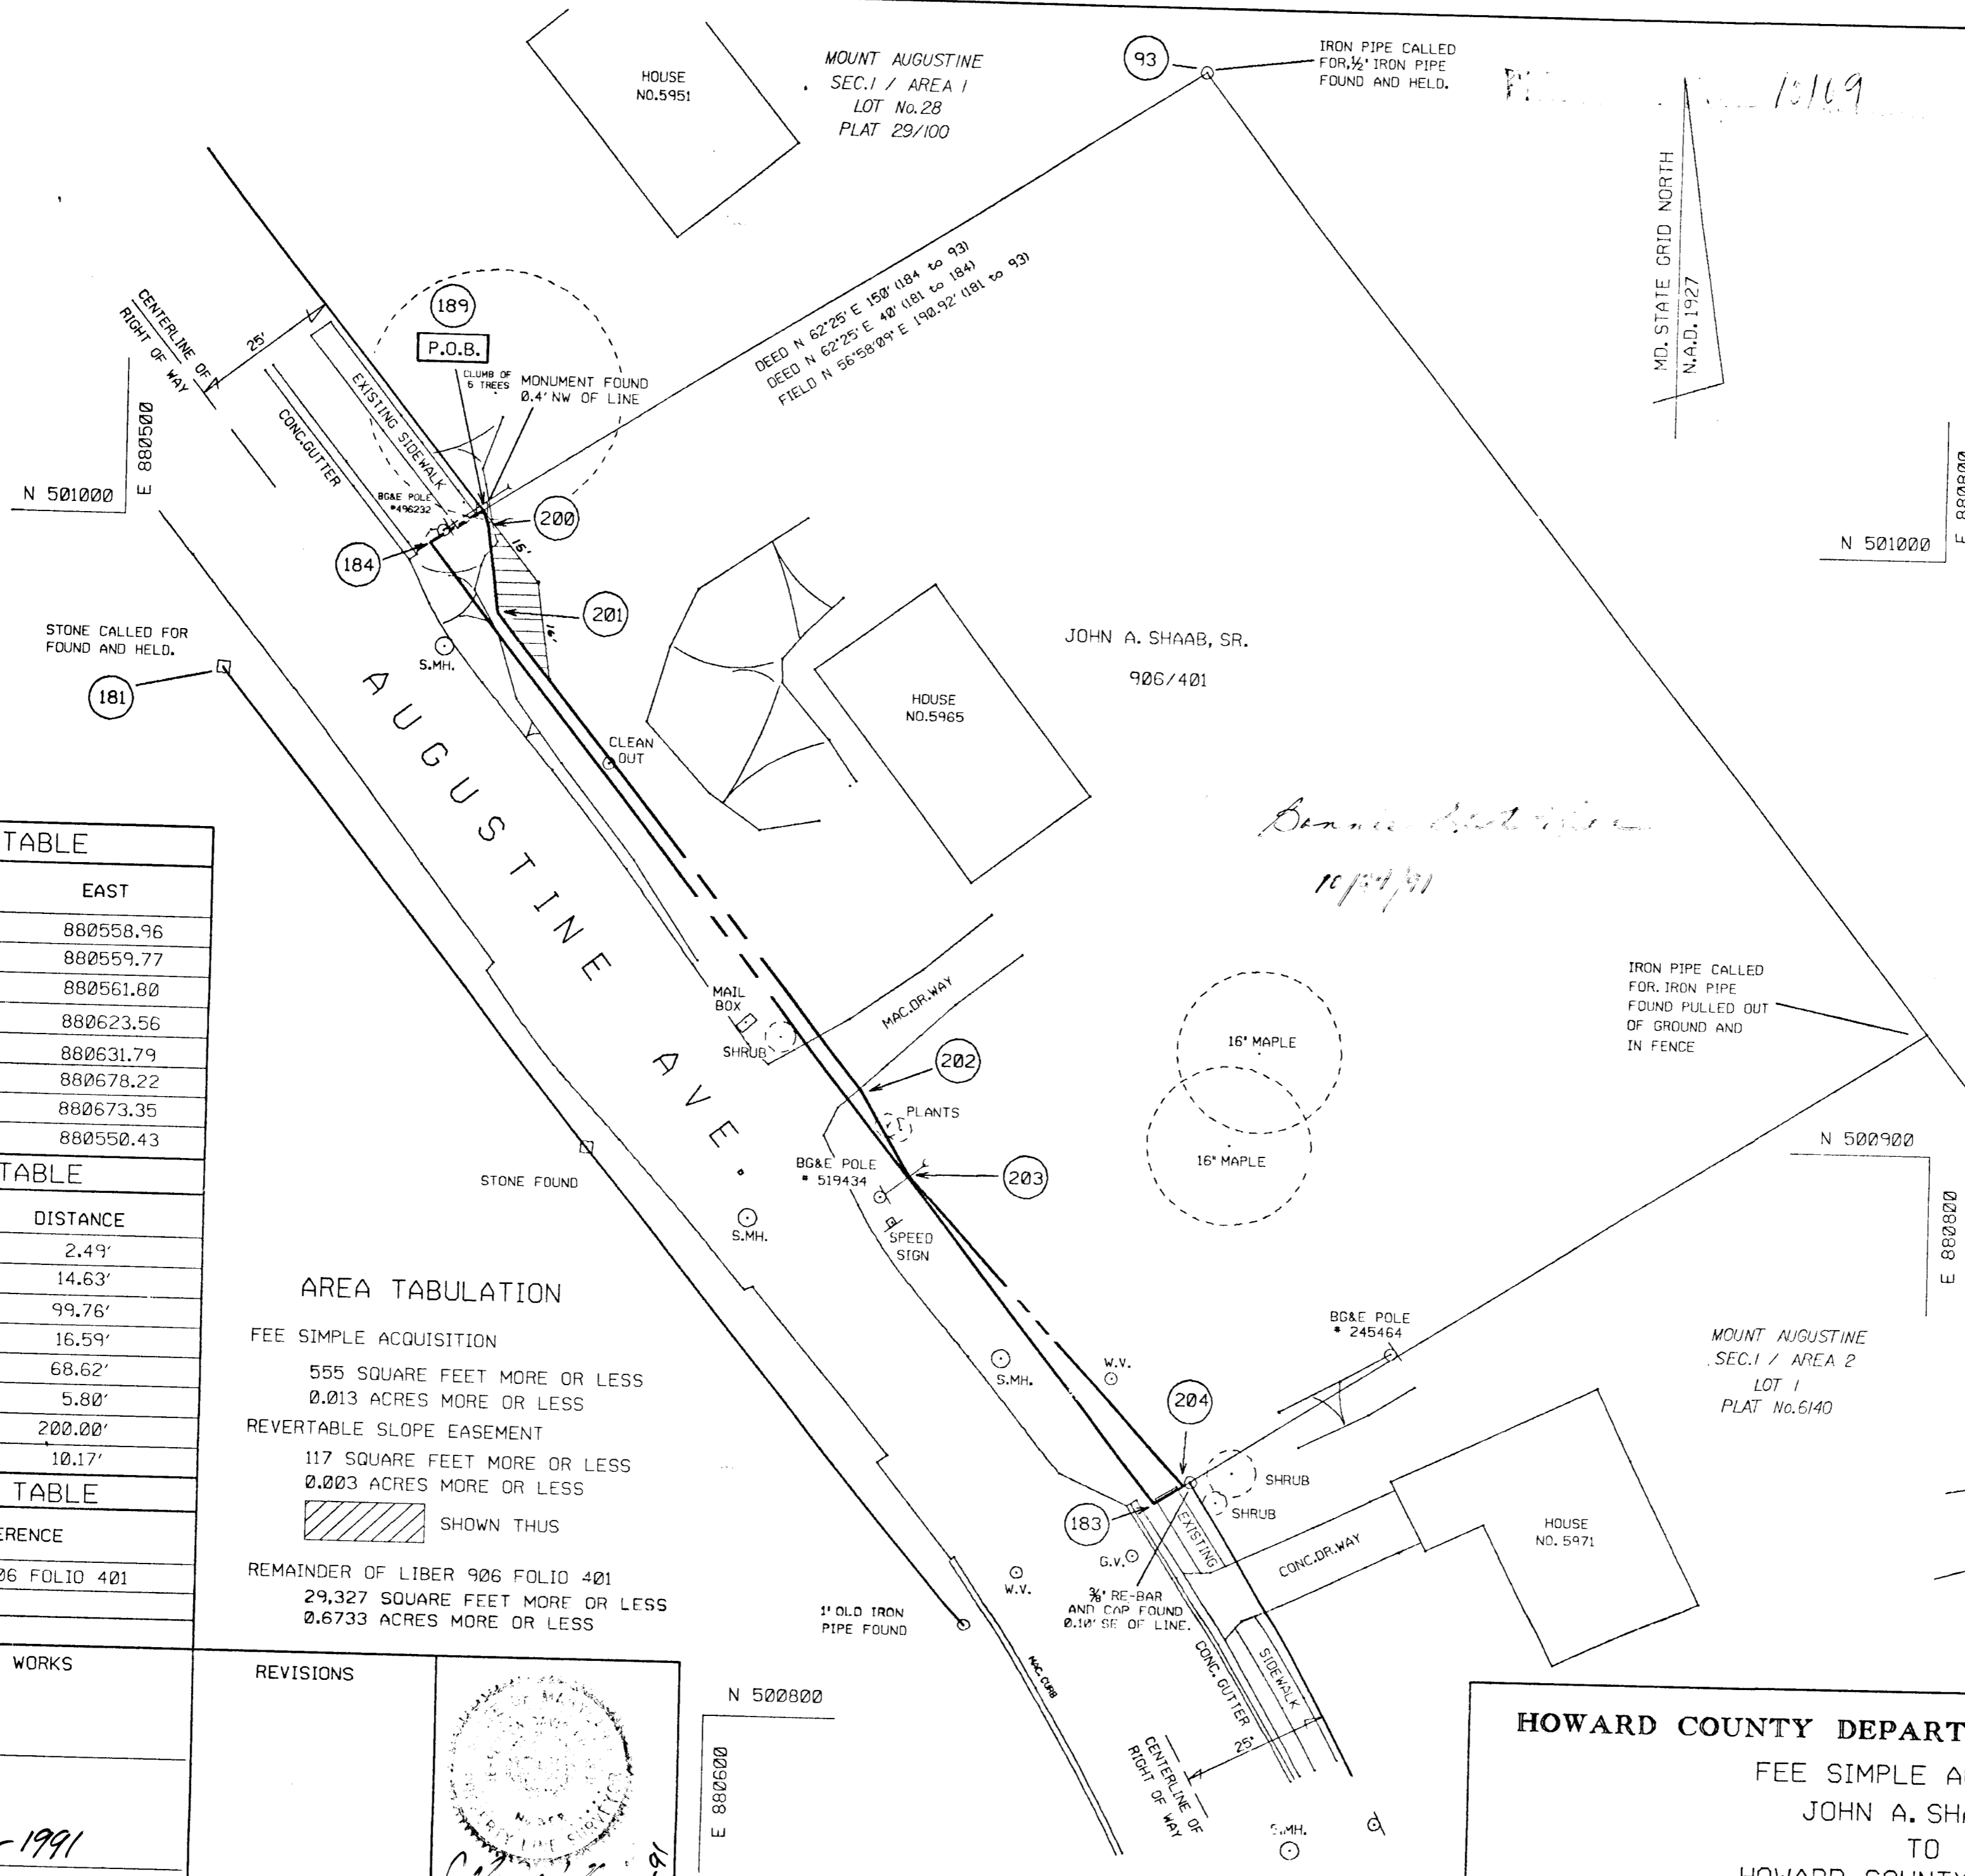 MOUNT AUGUSTINE
SEC.1 / AREA 1
LOT No.28
PLAT 29/100
HOUSE
NO.5951
93
IRON PIPE CALLED
FOR,½" IRON PIPE
FOUND AND HELD.
MD. STATE GRID NORTH
N.A.D. 1927
DEED N 62°25' E 150' (184 to 93)
DEED N 62°25' E 40' (181 to 184)
FIELD N 56°58'09" E 190.92' (181 to 93)
CENTERLINE OF
RIGHT OF WAY
25'
189
P.O.B.
CLUMB OF
5 TREES
MONUMENT FOUND
0.4' NW OF LINE
EXISTING SIDEWALK
CONC.GUTTER
E 880500
N 501000
BG&E POLE
#496232
200
184
15'
201
16'
S.MH.
STONE CALLED FOR
FOUND AND HELD.
181
AUGUSTINE AVE.
CLEAN
OUT
JOHN A. SHAAB, SR.
906/401
HOUSE
NO.5965
N 501000
E 880800
10/24/91
IRON PIPE CALLED
FOR. IRON PIPE
FOUND PULLED OUT
OF GROUND AND
IN FENCE
MAIL
BOX
SHRUB
MAC.DR.WAY
202
PLANTS
16" MAPLE
16" MAPLE
BG&E POLE
# 519434
203
SPEED
SIGN
S.MH.
STONE FOUND
N 500900
E 880800
TABLE
EAST
880558.96
880559.77
880561.80
880623.56
880631.79
880678.22
880673.35
880550.43
TABLE
DISTANCE
2.49'
14.63'
99.76'
16.59'
68.62'
5.80'
200.00'
10.17'
TABLE
ERENCE
06 FOLIO 401
AREA TABULATION
FEE SIMPLE ACQUISITION
555 SQUARE FEET MORE OR LESS
0.013 ACRES MORE OR LESS
REVERTABLE SLOPE EASEMENT
117 SQUARE FEET MORE OR LESS
0.003 ACRES MORE OR LESS
SHOWN THUS
REMAINDER OF LIBER 906 FOLIO 401
29,327 SQUARE FEET MORE OR LESS
0.6733 ACRES MORE OR LESS
BG&E POLE
# 245464
MOUNT AUGUSTINE
SEC.1 / AREA 2
LOT 1
PLAT No.6140
S.MH.
W.V.
204
SHRUB
SHRUB
183
EXISTING
G.V.
CONC.DR.WAY
HOUSE
NO. 5971
⅜" RE-BAR
AND CAP FOUND
0.10' SE OF LINE.
W.V.
1" OLD IRON
PIPE FOUND
MAC.CURB
CONC. GUTTER
SIDEWALK
25'
CENTERLINE OF
RIGHT OF WAY
S.MH.
N 500800
E 880600
WORKS
REVISIONS
-1991
-91
HOWARD COUNTY DEPART
FEE SIMPLE A
JOHN A. SHA
TO
HOWARD COUNTY